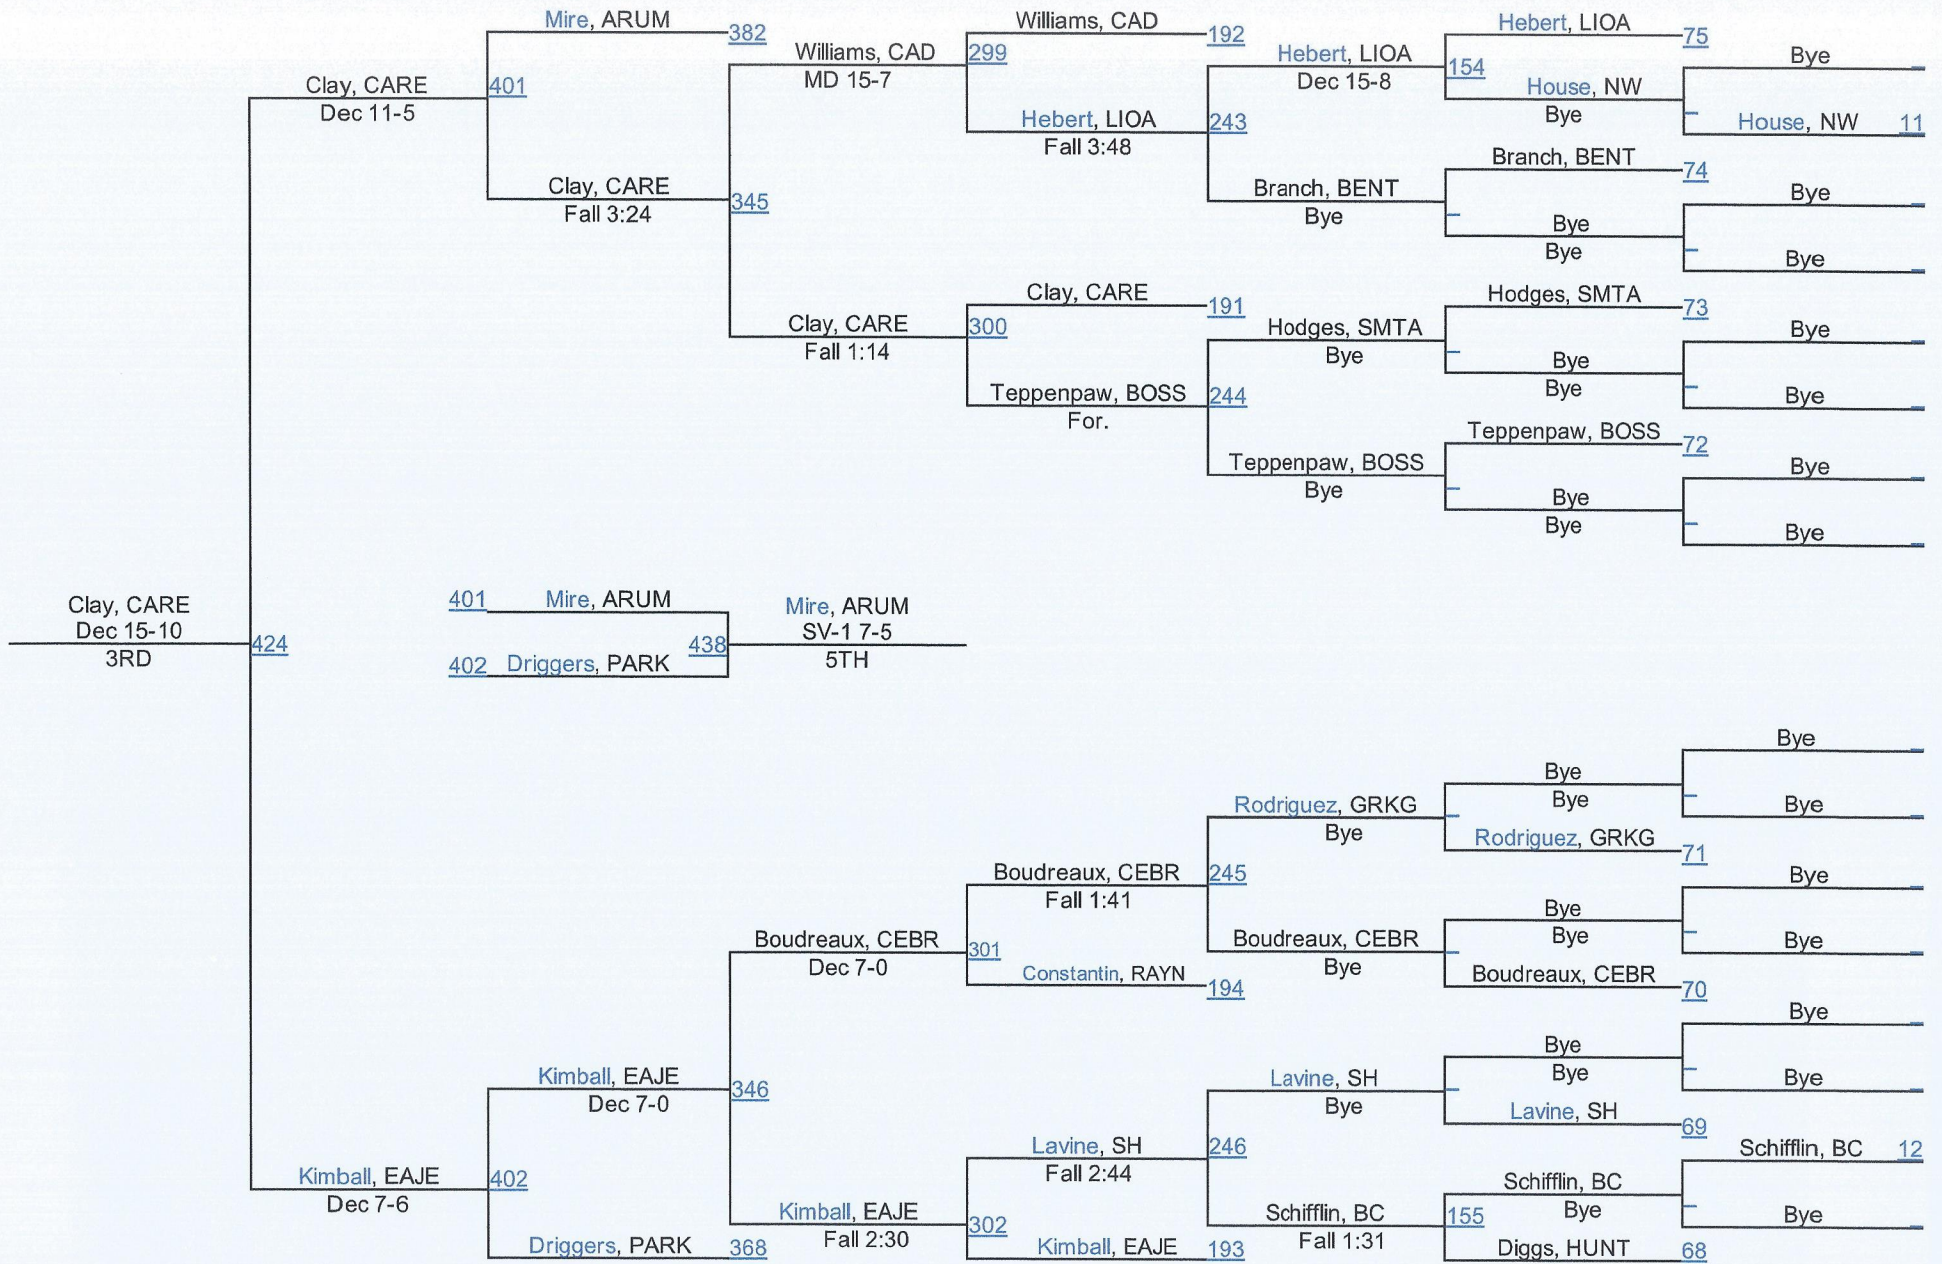 Mire, ARUM 382
Clay, CARE
Dec 11-5
401
Clay, CARE
Fall 3:24
345
Williams, CAD
MD 15-7
299
Williams, CAD 192
Hebert, LIOA
Fall 3:48
243
Hebert, LIOA
Dec 15-8
154
Hebert, LIOA 75
House, NW
Bye
Bye
House, NW 11
Branch, BENT
Bye
Branch, BENT 74
Bye
Bye
Bye
Bye
Clay, CARE
Fall 1:14
300
Clay, CARE 191
Teppenpaw, BOSS
For.
244
Hodges, SMTA
Bye
Hodges, SMTA 73
Bye
Bye
Bye
Bye
Teppenpaw, BOSS
Bye
Teppenpaw, BOSS 72
Bye
Bye
Bye
Bye
Clay, CARE
Dec 15-10
3RD
424
401 Mire, ARUM
402 Driggers, PARK
438
Mire, ARUM
SV-1 7-5
5TH
Kimball, EAJE
Dec 7-6
402
Kimball, EAJE
Dec 7-0
346
Boudreaux, CEBR
Dec 7-0
301
Boudreaux, CEBR
Fall 1:41
245
Rodriguez, GRKG
Bye
Bye
Bye
Bye
Bye
Rodriguez, GRKG 71
Boudreaux, CEBR
Bye
Bye
Bye
Bye
Bye
Boudreaux, CEBR 70
Constantin, RAYN 194
Kimball, EAJE
Fall 2:30
302
Lavine, SH
Fall 2:44
246
Lavine, SH
Bye
Bye
Bye
Bye
Bye
Lavine, SH 69
Schifflin, BC
Fall 1:31
155
Schifflin, BC
Bye
Schifflin, BC 12
Bye
Diggs, HUNT 68
Kimball, EAJE 193
Driggers, PARK 368